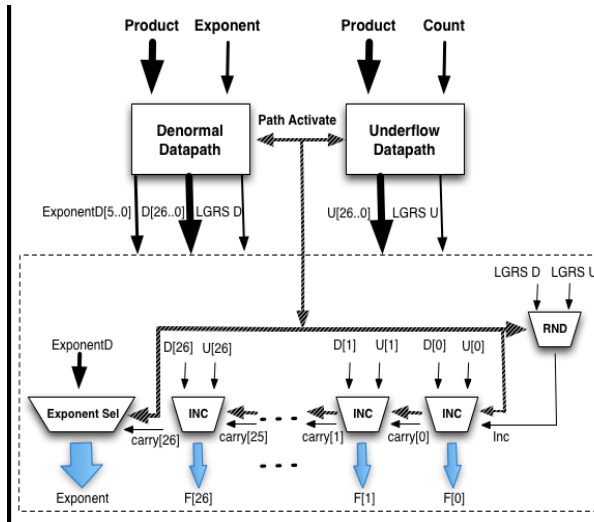 Product Exponent Product Count
Path Activate
Denormal
Datapath
Underflow
Datapath
ExponentD[5..0] D[26..0] LGRS D U[26..0] LGRS U
LGRS D LGRS U
RND
ExponentD D[26] U[26] D[1] U[1] D[0] U[0]
Exponent Sel INC INC INC
carry[26] carry[25] carry[1] carry[0] Inc
Exponent F[26] F[1] F[0]